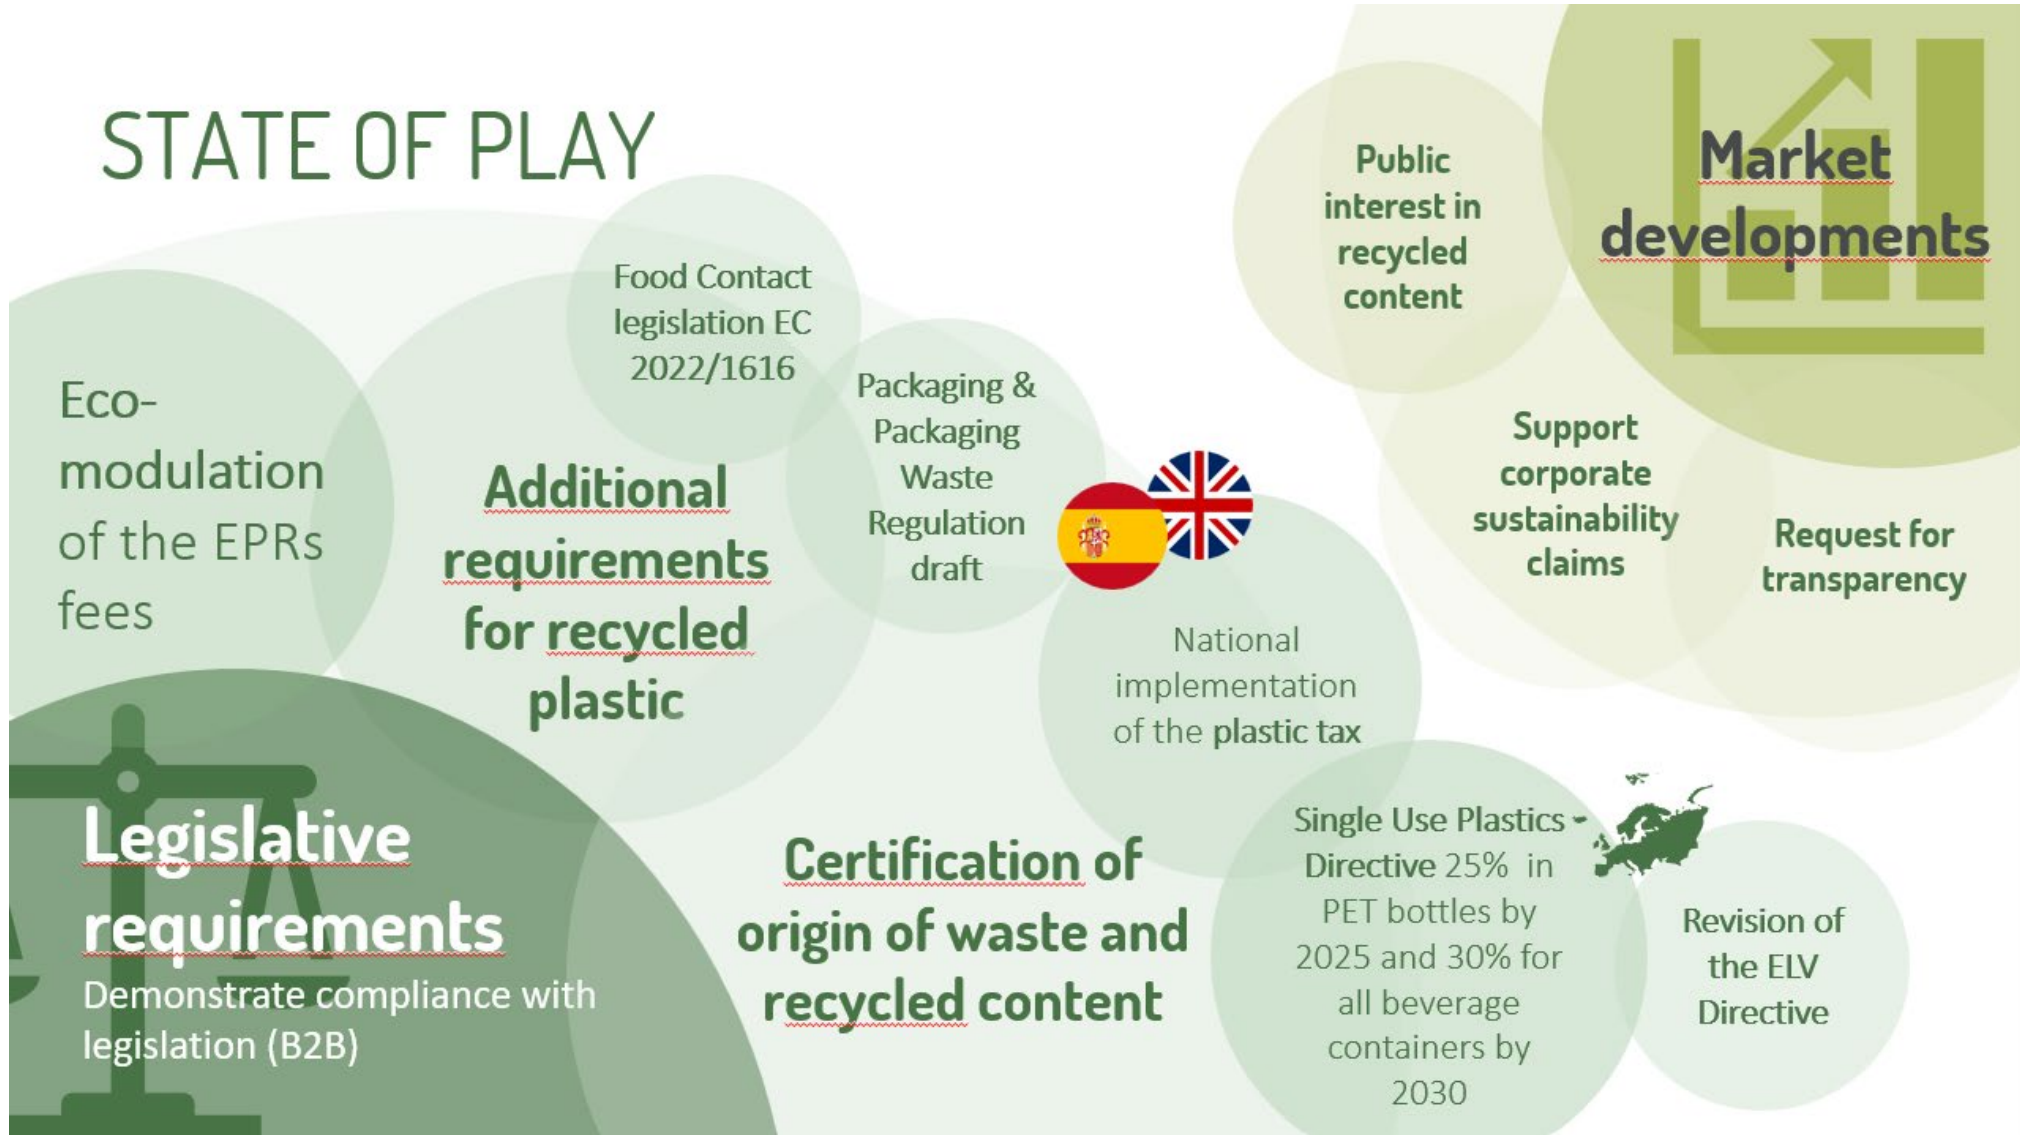 STATE OF PLAY
Eco-
modulation
of the EPRs
fees
Additional
requirements
for recycled
plastic
Food Contact
legislation EC
2022/1616
Packaging &
Packaging
Waste
Regulation
draft
National
implementation
of the plastic tax
Legislative
requirements
Demonstrate compliance with
legislation (B2B)
Certification of
origin of waste and
recycled content
Single Use Plastics
Directive 25%  in
PET bottles by
2025 and 30% for
all beverage
containers by
2030
Revision of
the ELV
Directive
Market
developments
Public
interest in
recycled
content
Support
corporate
sustainability
claims
Request for
transparency